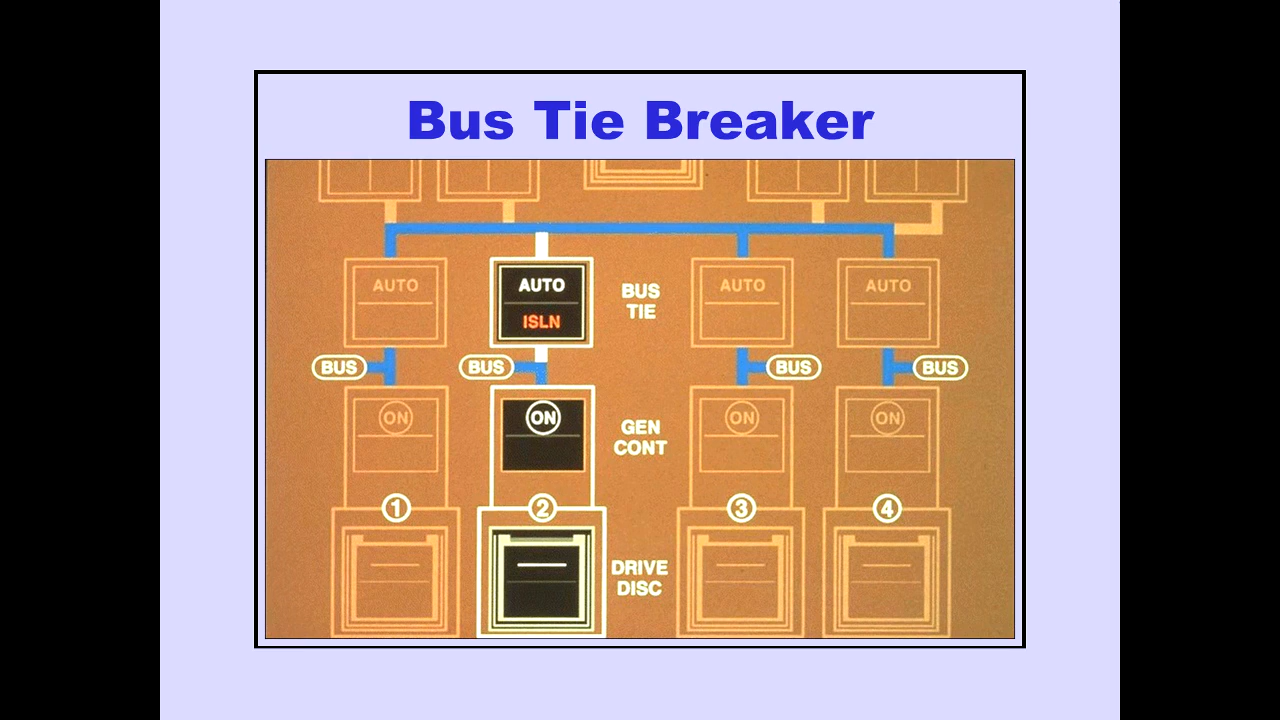 Bus Tie Breaker
AUTO AUTO BUS TIE AUTO AUTO
ISLN
BUS BUS BUS BUS
ON ON GEN CONT ON ON
1 2 3 4
DRIVE DISC